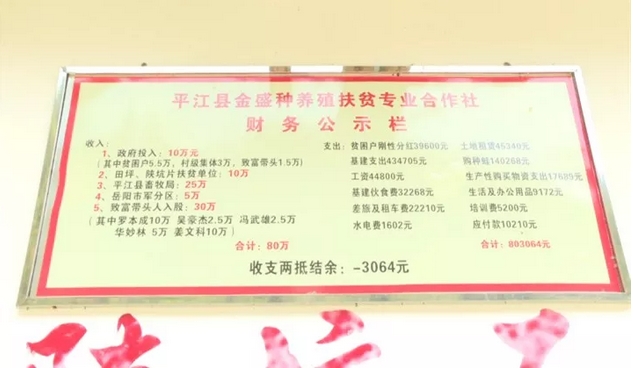 平江县金盛种养殖扶贫专业合作社
财务公示栏
收入:
1、政府投入:10万元
(其中贫困户5.5万,村级集体3万,致富带头1.5万)
2、田坪、陕坑片扶贫单位:10万
3、平江县畜牧局:25万
4、岳阳市军分区:5万
5、致富带头人入股:30万
(其中罗本成10万 吴豪杰2.5万 冯武雄2.5万
华妙林 5万 姜文科10万)
合计:80万
支出:贫困户刚性分红39600元
基建支出434705元
工资44800元
基建伙食费32268元
差旅及租车费22210元
水电费1602元
土地租赁45340元
购种蛙140268元
生产性购买物资支出17689元
生活及办公用品9172元
培训费5200元
应付款10210元
合计:803064元
收支两抵结余:-3064元